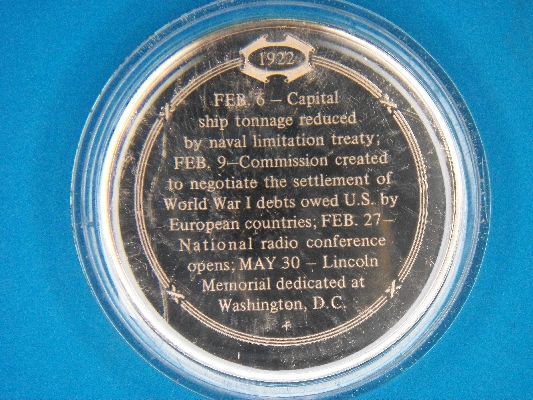 1922
FEB. 6 – Capital
ship tonnage reduced
by naval limitation treaty;
FEB. 9–Commission created
to negotiate the settlement of
World War I debts owed U.S. by
European countries; FEB. 27–
National radio conference
opens; MAY 30 – Lincoln
Memorial dedicated at
Washington, D.C.